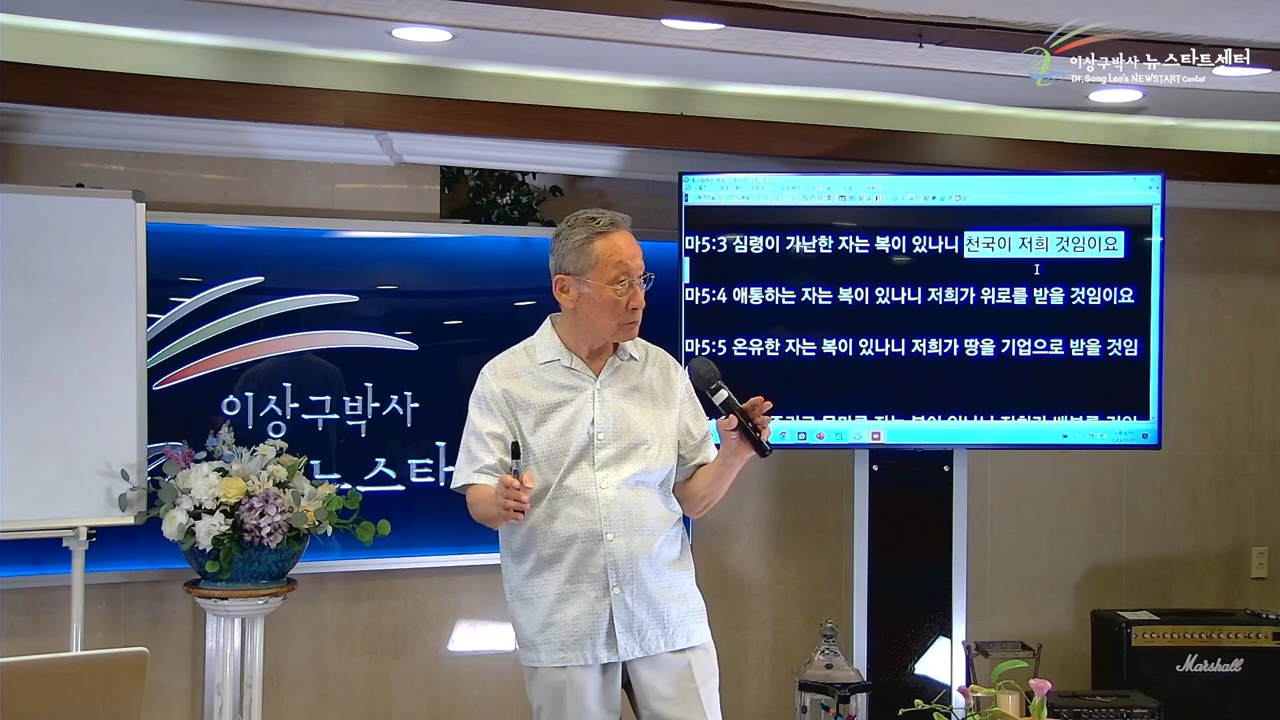 이상구박사 뉴스타트센터
Dr. Sang Lee's NEWSTART Center
마5:3 심령이 가난한 자는 복이 있나니 천국이 저희 것임이요
마5:4 애통하는 자는 복이 있나니 저희가 위로를 받을 것임이요
마5:5 온유한 자는 복이 있나니 저희가 땅을 기업으로 받을 것임
이상구박사
뉴스타
Marshall